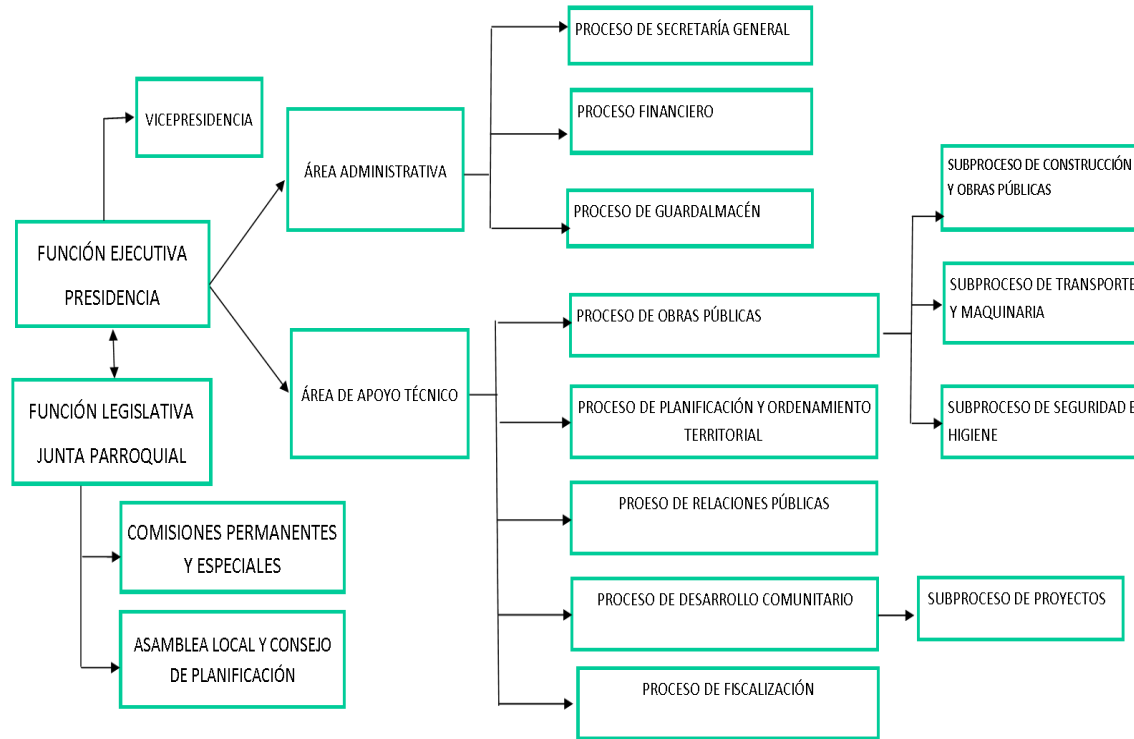 PROCESO DE SECRETARÍA GENERAL
VICEPRESIDENCIA
PROCESO FINANCIERO
ÁREA ADMINISTRATIVA
PROCESO DE GUARDALMACÉN
SUBPROCESO DE CONSTRUCCIÓN
Y OBRAS PÚBLICAS
FUNCIÓN EJECUTIVA
PRESIDENCIA
SUBPROCESO DE TRANSPORTE
Y MAQUINARIA
PROCESO DE OBRAS PÚBLICAS
ÁREA DE APOYO TÉCNICO
FUNCIÓN LEGISLATIVA
JUNTA PARROQUIAL
PROCESO DE PLANIFICACIÓN Y ORDENAMIENTO
TERRITORIAL
SUBPROCESO DE SEGURIDAD E
HIGIENE
PROESO DE RELACIONES PÚBLICAS
COMISIONES PERMANENTES
Y ESPECIALES
PROCESO DE DESARROLLO COMUNITARIO
SUBPROCESO DE PROYECTOS
ASAMBLEA LOCAL Y CONSEJO
DE PLANIFICACIÓN
PROCESO DE FISCALIZACIÓN